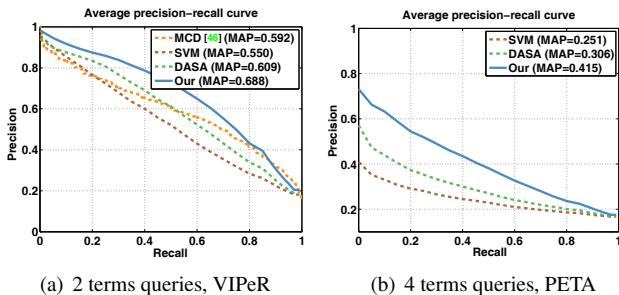 Average precision-recall curve
MCD [46] (MAP=0.592)
SVM (MAP=0.550)
DASA (MAP=0.609)
Our (MAP=0.688)
Precision
1
0.8
0.6
0.4
0.2
0
0 0.2 0.4 0.6 0.8 1
Recall
(a) 2 terms queries, VIPeR
Average precision-recall curve
SVM (MAP=0.251)
DASA (MAP=0.306)
Our (MAP=0.415)
Precision
1
0.8
0.6
0.4
0.2
0 0.2 0.4 0.6 0.8 1
Recall
(b) 4 terms queries, PETA